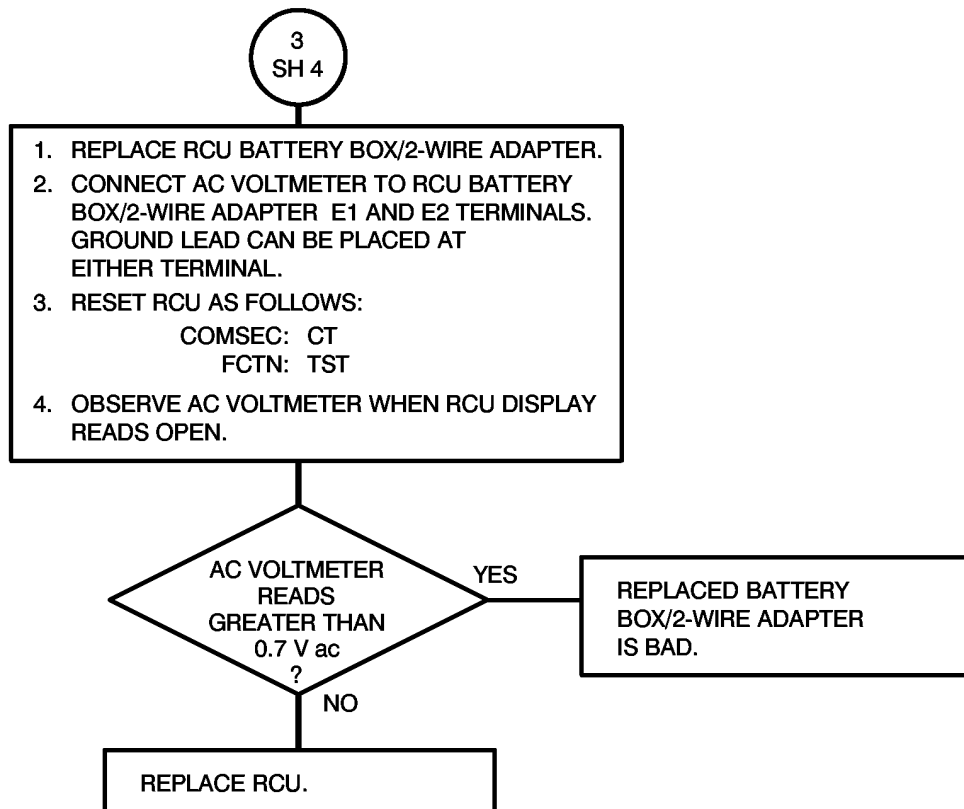 3
SH 4
1. REPLACE RCU BATTERY BOX/2-WIRE ADAPTER.
2. CONNECT AC VOLTMETER TO RCU BATTERY
BOX/2-WIRE ADAPTER E1 AND E2 TERMINALS.
GROUND LEAD CAN BE PLACED AT
EITHER TERMINAL.
3. RESET RCU AS FOLLOWS:
COMSEC: CT
FCTN: TST
4. OBSERVE AC VOLTMETER WHEN RCU DISPLAY
READS OPEN.
AC VOLTMETER
READS
GREATER THAN
0.7 V ac
?
YES
REPLACED BATTERY
BOX/2-WIRE ADAPTER
IS BAD.
NO
REPLACE RCU.